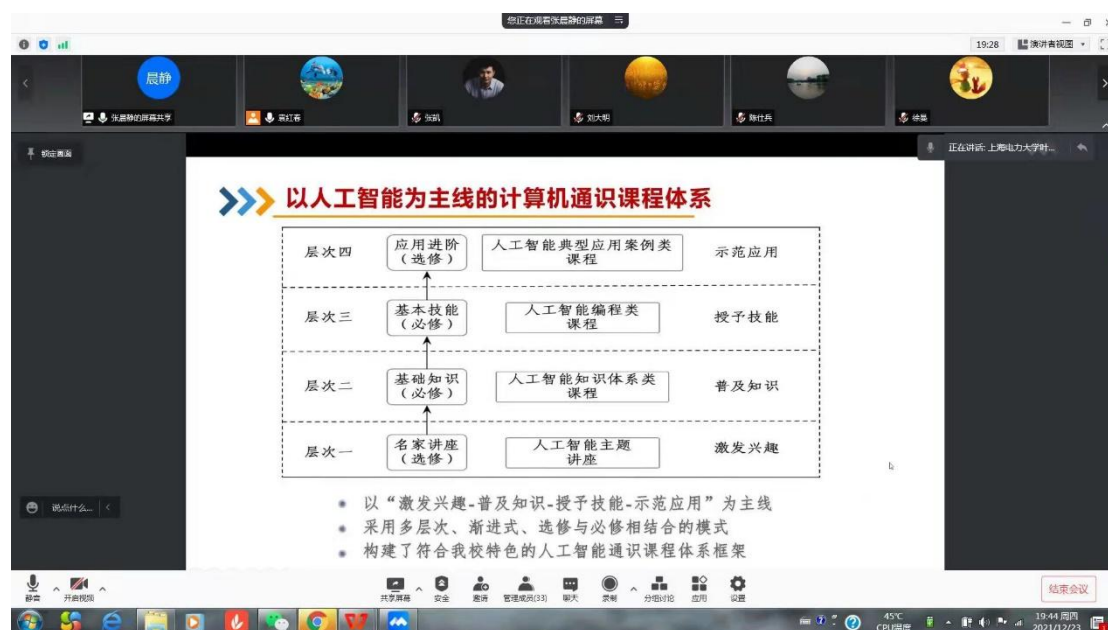 您正在观看张晨静的屏幕
19:28
演讲者视图
晨静
张晨静的屏幕共享
袁红春
张凯
刘大明
陈仕兵
徐昊
锁定画面
正在讲话: 上海电力大学叶...
以人工智能为主线的计算机通识课程体系
层次四
应用进阶
(选修)
人工智能典型应用案例类
课程
示范应用
层次三
基本技能
(必修)
人工智能编程类
课程
授予技能
层次二
基础知识
(必修)
人工智能知识体系类
课程
普及知识
层次一
名家讲座
(选修)
人工智能主题
讲座
激发兴趣
以“激发兴趣-普及知识-授予技能-示范应用”为主线
采用多层次、渐进式、选修与必修相结合的模式
构建了符合我校特色的人工智能通识课程体系框架
说点什么...
静音
开启视频
共享屏幕
安全
邀请
管理成员(33)
聊天
录制
分组讨论
应用
设置
结束会议
45℃
CPU温度
19:44 周四
2021/12/23